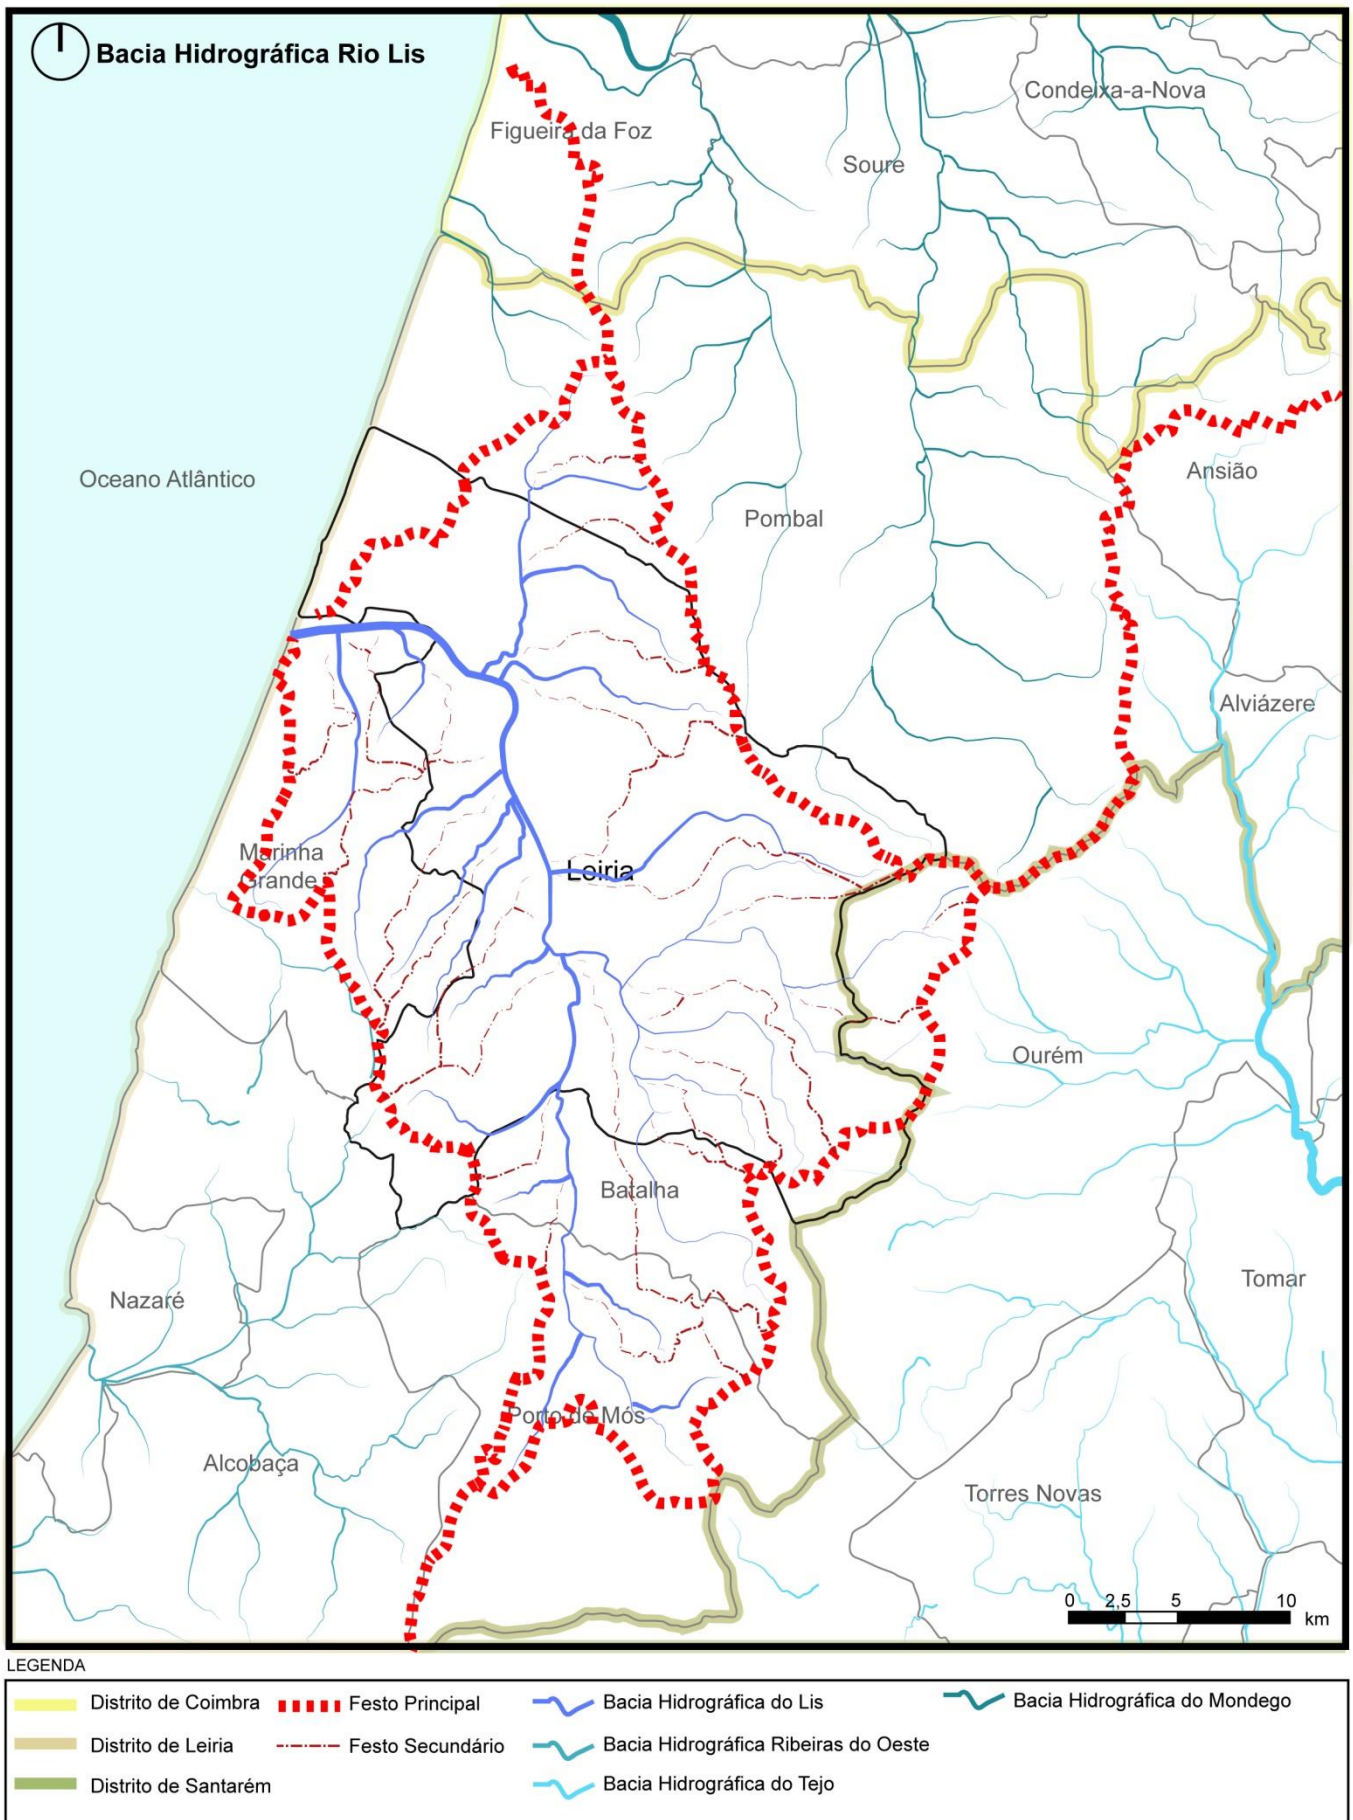 Bacia Hidrográfica Rio Lis
Condeixa-a-Nova
Figueira da Foz
Soure
Oceano Atlântico
Ansião
Pombal
Alviázere
Marinha
Grande
Leiria
Ourém
Batalha
Tomar
Nazaré
Porto de Mós
Alcobaça
Torres Novas
0 2,5 5 10
km
LEGENDA
Distrito de Coimbra
Festo Principal
Bacia Hidrográfica do Lis
Bacia Hidrográfica do Mondego
Distrito de Leiria
Festo Secundário
Bacia Hidrográfica Ribeiras do Oeste
Distrito de Santarém
Bacia Hidrográfica do Tejo